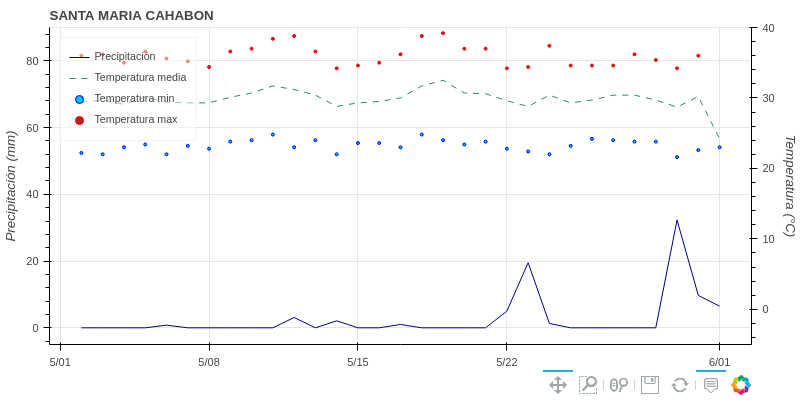 SANTA MARIA CAHABON
Precipitación
Temperatura media
Temperatura min
Temperatura max
Precipitación (mm)
80
60
40
20
0
Temperatura (°C)
40
30
20
10
0
5/01
5/08
5/15
5/22
6/01